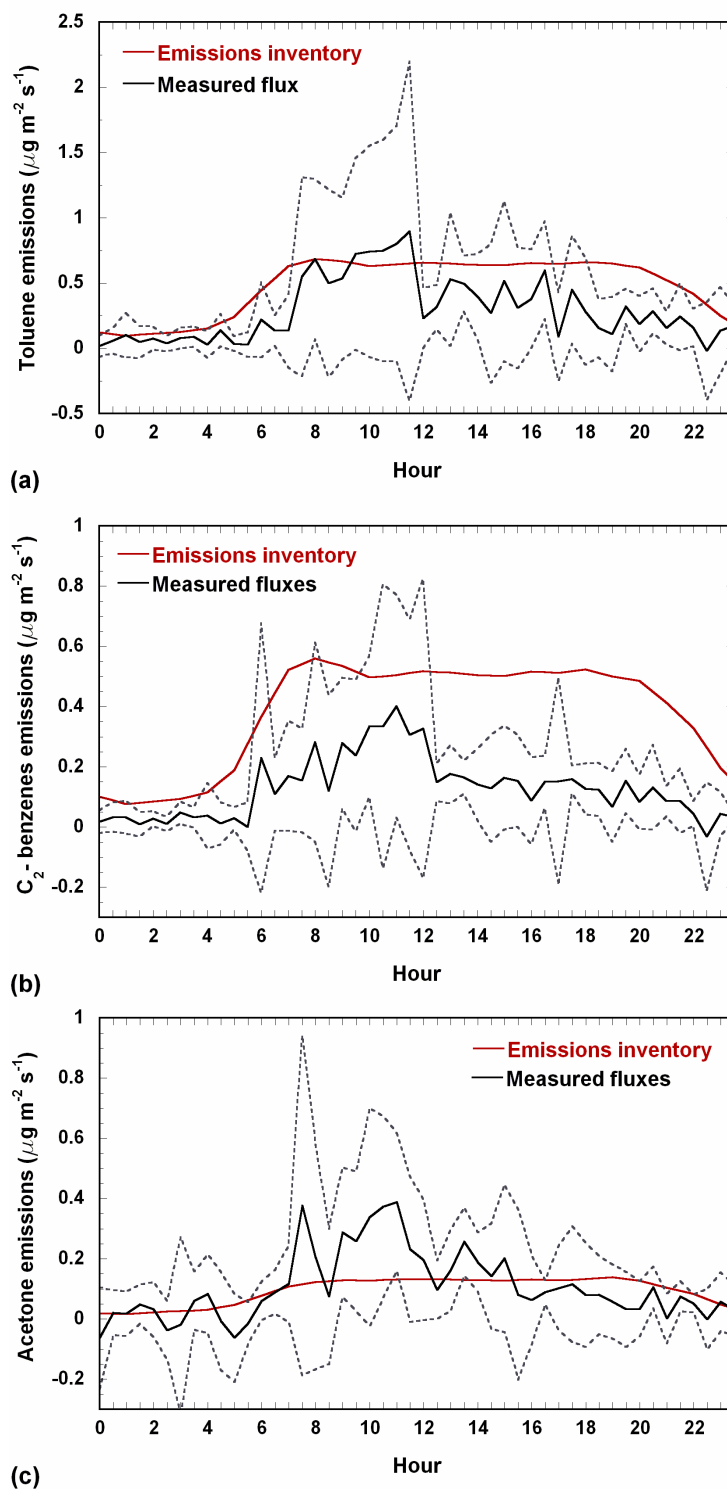 2.5
2
1.5
1
0.5
0
-0.5
Toluene emissions (μg m⁻² s⁻¹)
Emissions inventory
Measured flux
0 2 4 6 8 10 12 14 16 18 20 22
Hour
(a)
1
0.8
0.6
0.4
0.2
0
-0.2
C₂- benzenes emissions (μg m⁻² s⁻¹)
Emissions inventory
Measured fluxes
0 2 4 6 8 10 12 14 16 18 20 22
Hour
(b)
1
0.8
0.6
0.4
0.2
0
-0.2
Acetone emissions (μg m⁻² s⁻¹)
Emissions inventory
Measured fluxes
0 2 4 6 8 10 12 14 16 18 20 22
Hour
(c)